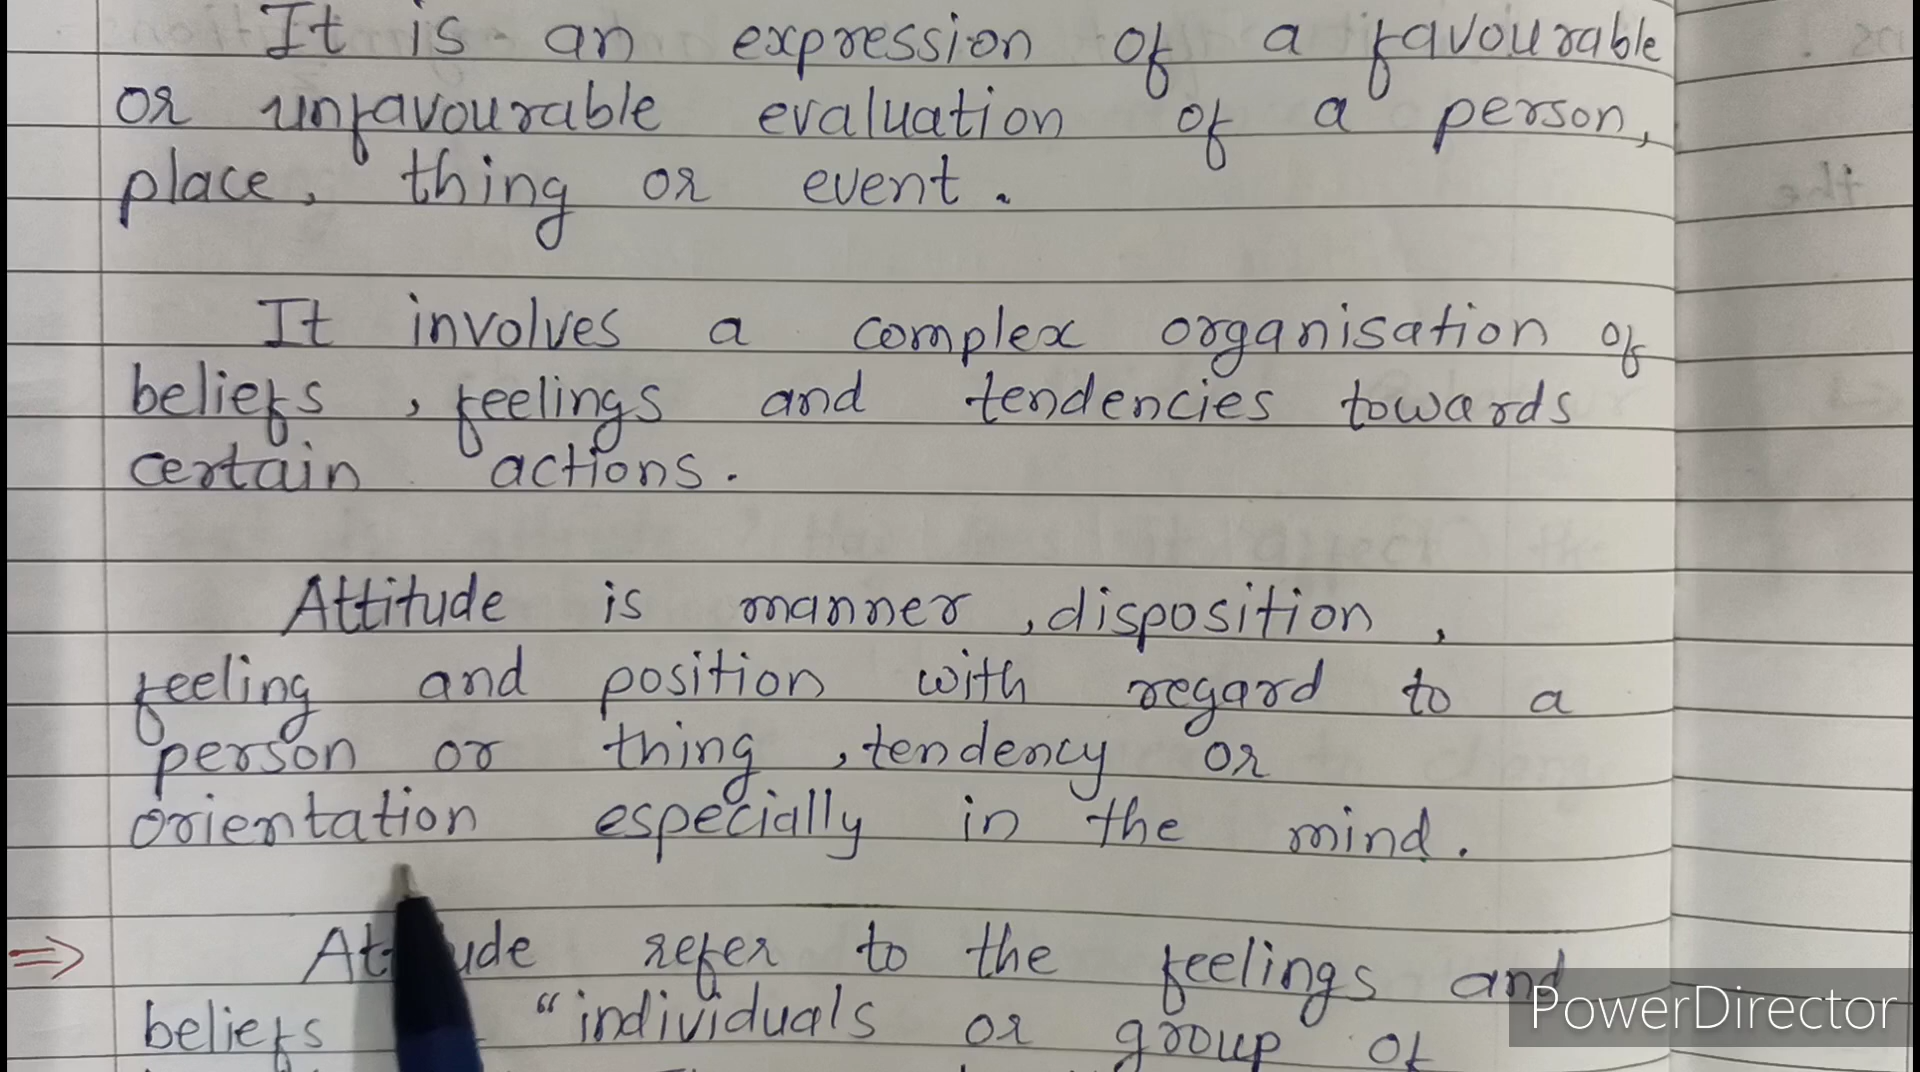 It is an expression of a favourable
or unfavourable evaluation of a person,
place, thing or event.
It involves a complex organisation of
beliefs, feelings and tendencies towards
certain actions.
Attitude is manner, disposition,
feeling and position with regard to a
person or thing, tendency or
orientation especially in the mind.
⇒ refer to the feelings and
beliefs "individuals or group of
PowerDirector